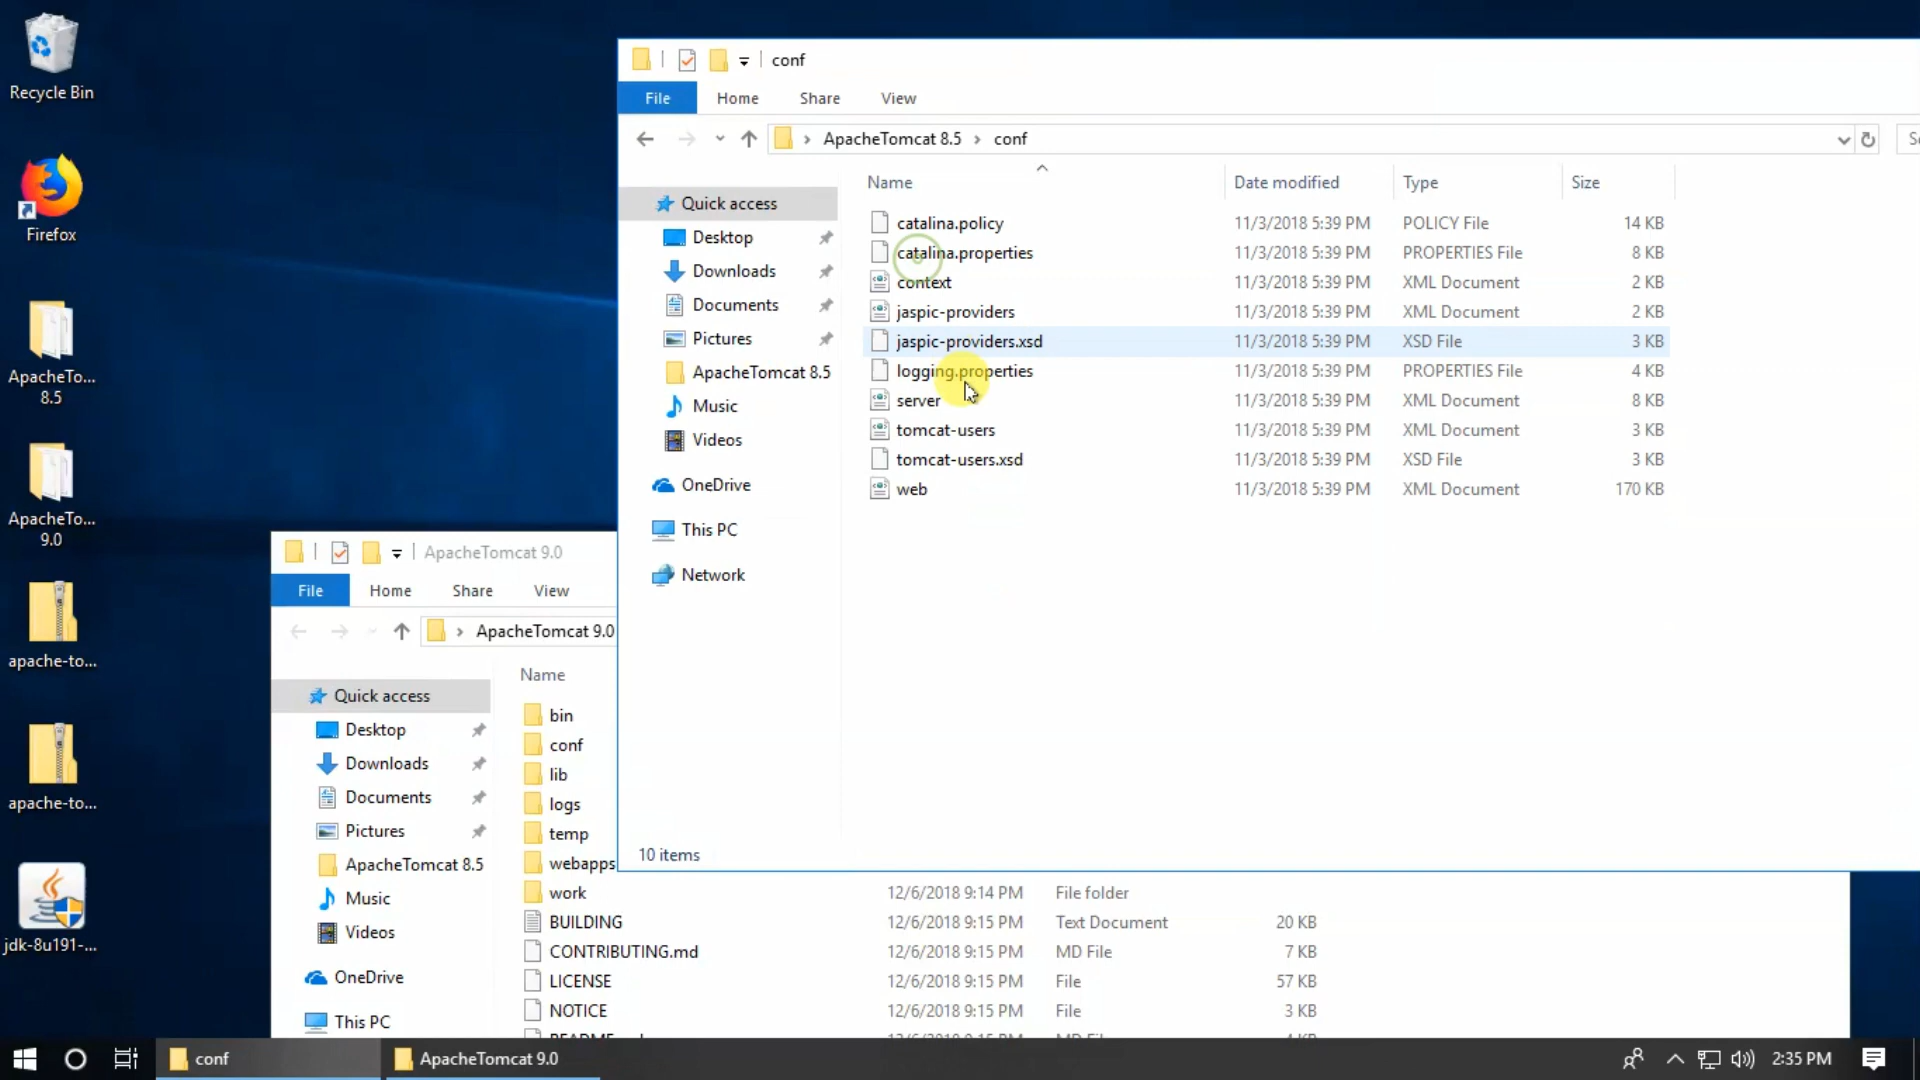 Recycle Bin
Firefox
ApacheTo...
8.5
ApacheTo...
9.0
apache-to...
apache-to...
jdk-8u191-...
conf
File Home Share View
ApacheTomcat 8.5 conf
Name Date modified Type Size
Quick access
Desktop
Downloads
Documents
Pictures
ApacheTomcat 8.5
Music
Videos
OneDrive
This PC
Network
catalina.policy 11/3/2018 5:39 PM POLICY File 14 KB
catalina.properties 11/3/2018 5:39 PM PROPERTIES File 8 KB
context 11/3/2018 5:39 PM XML Document 2 KB
jaspic-providers 11/3/2018 5:39 PM XML Document 2 KB
jaspic-providers.xsd 11/3/2018 5:39 PM XSD File 3 KB
logging.properties 11/3/2018 5:39 PM PROPERTIES File 4 KB
server 11/3/2018 5:39 PM XML Document 8 KB
tomcat-users 11/3/2018 5:39 PM XML Document 3 KB
tomcat-users.xsd 11/3/2018 5:39 PM XSD File 3 KB
web 11/3/2018 5:39 PM XML Document 170 KB
10 items
ApacheTomcat 9.0
File Home Share View
ApacheTomcat 9.0
Name
Quick access
Desktop
Downloads
Documents
Pictures
ApacheTomcat 8.5
Music
Videos
OneDrive
This PC
bin
conf
lib
logs
temp
webapps
work 12/6/2018 9:14 PM File folder
BUILDING 12/6/2018 9:15 PM Text Document 20 KB
CONTRIBUTING.md 12/6/2018 9:15 PM MD File 7 KB
LICENSE 12/6/2018 9:15 PM File 57 KB
NOTICE 12/6/2018 9:15 PM File 3 KB
conf
ApacheTomcat 9.0
2:35 PM